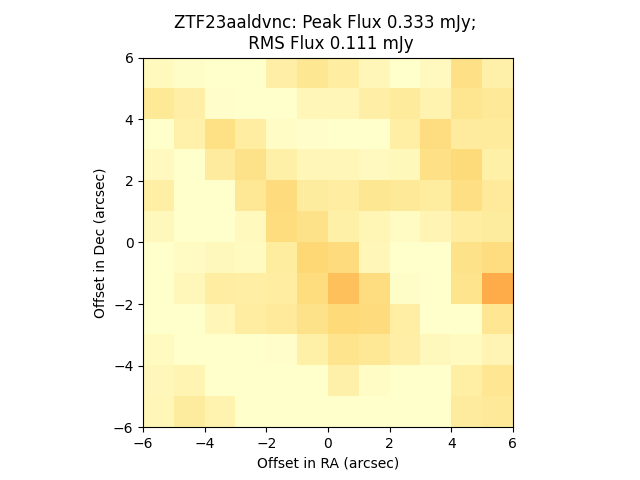 ZTF23aaldvnc: Peak Flux 0.333 mJy;
RMS Flux 0.111 mJy
6
4
2
0
−2
−4
−6
Offset in Dec (arcsec)
−6 −4 −2 0 2 4 6
Offset in RA (arcsec)